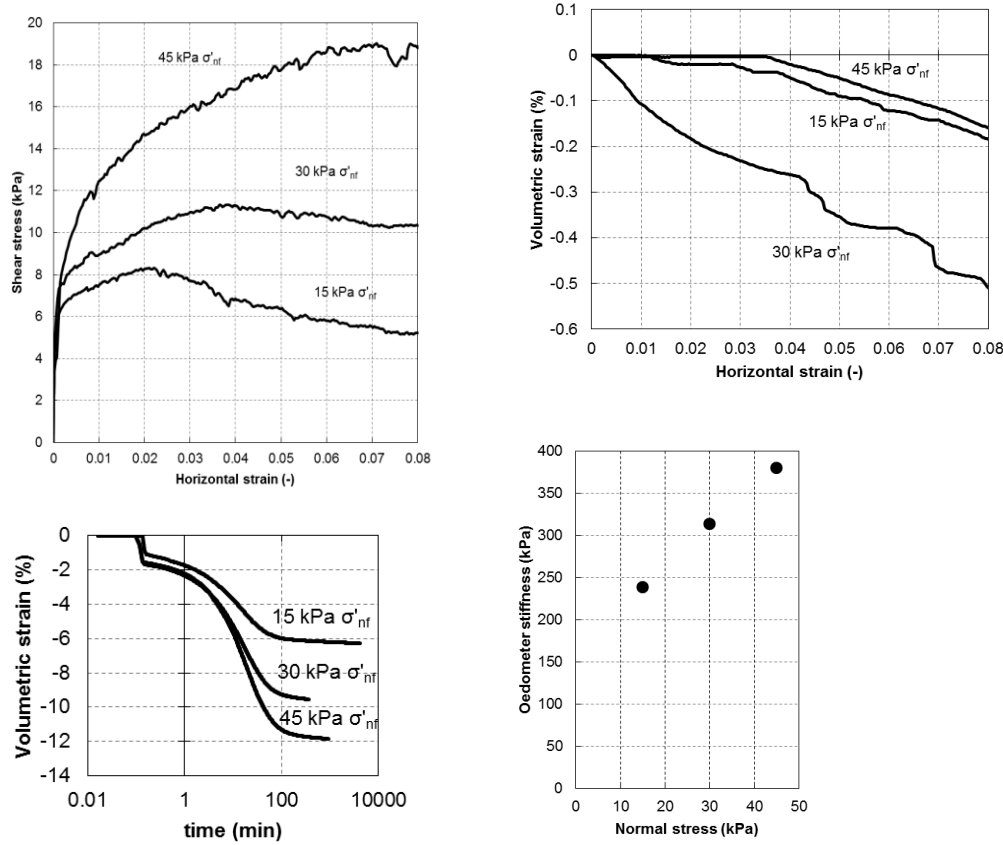 20
18
16
14
12
10
8
6
4
2
0
Shear stress (kPa)
45 kPa σ'nf
30 kPa σ'nf
15 kPa σ'nf
0 0.01 0.02 0.03 0.04 0.05 0.06 0.07 0.08
Horizontal strain (-)
0.1
0
-0.1
-0.2
-0.3
-0.4
-0.5
-0.6
Volumetric strain (%)
45 kPa σ'nf
15 kPa σ'nf
30 kPa σ'nf
0 0.01 0.02 0.03 0.04 0.05 0.06 0.07 0.08
Horizontal strain (-)
0
-2
-4
-6
-8
-10
-12
-14
Volumetric strain (%)
15 kPa σ'nf
30 kPa σ'nf
45 kPa σ'nf
0.01 1 100 10000
time (min)
400
350
300
250
200
150
100
50
0
Oedometer stiffness (kPa)
0 10 20 30 40 50
Normal stress (kPa)